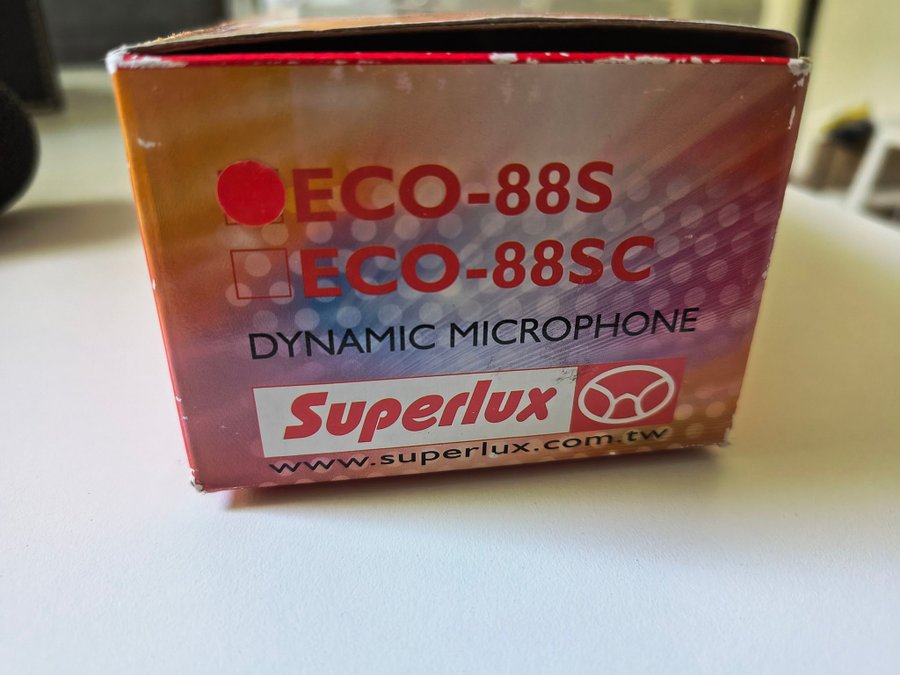 ECO-88S
ECO-88SC
DYNAMIC MICROPHONE
Superlux
www.superlux.com.tw